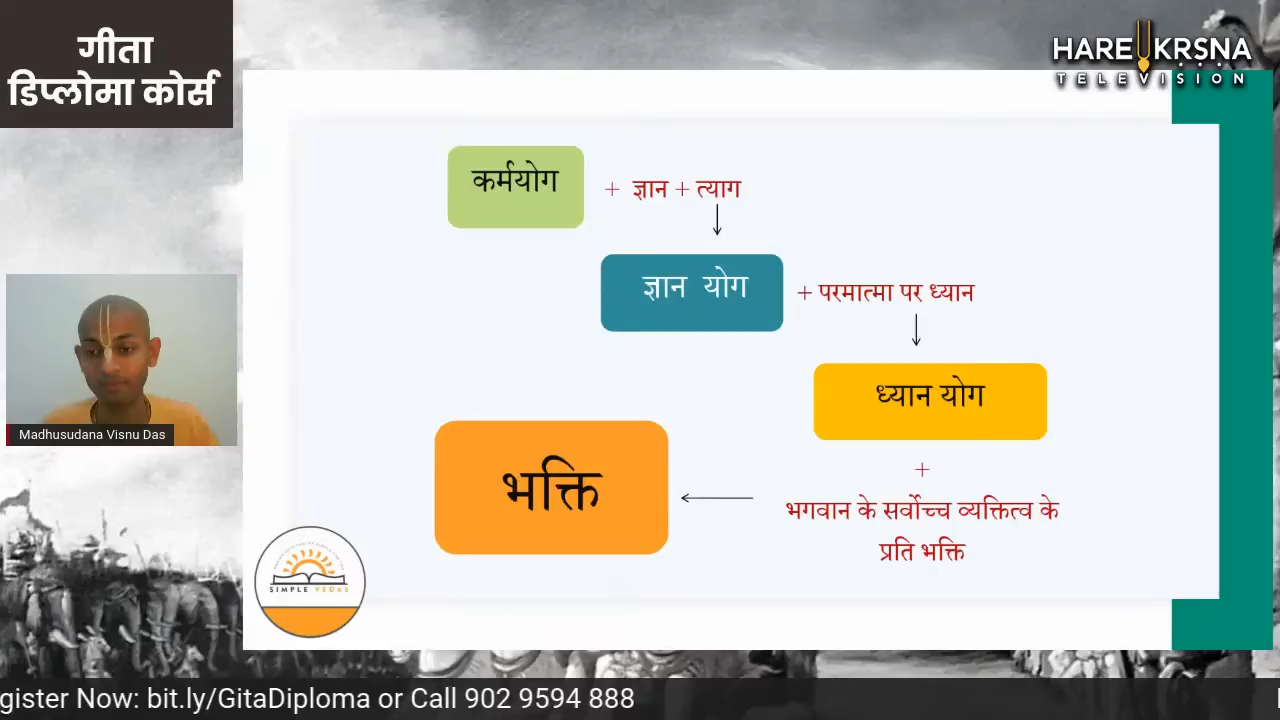 गीता
डिप्लोमा कोर्स
HARE KRSNA
TELEVISION
कर्मयोग
+ ज्ञान + त्याग
ज्ञान योग
+ परमात्मा पर ध्यान
ध्यान योग
+
भगवान के सर्वोच्च व्यक्तित्व के
प्रति भक्ति
भक्ति
Madhusudana Visnu Das
SIMPLE VEDAS
gister Now: bit.ly/GitaDiploma or Call 902 9594 888